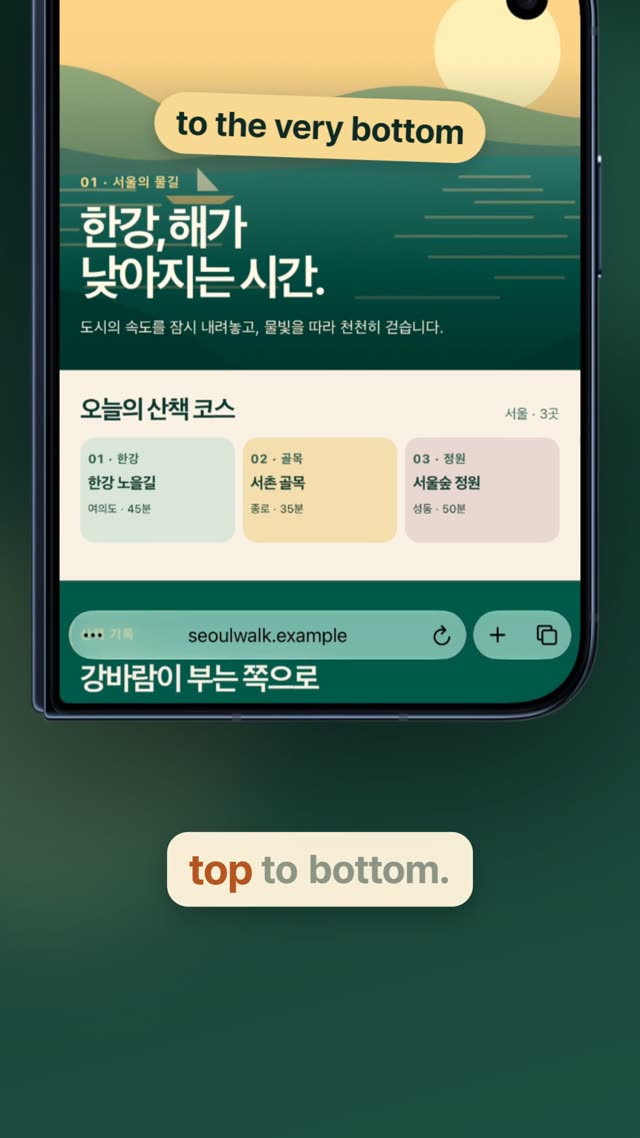 to the very bottom
01 · 서울의 물길
한강, 해가
낮아지는 시간.
도시의 속도를 잠시 내려놓고, 물빛을 따라 천천히 걷습니다.
오늘의 산책 코스
서울 · 3곳
01 · 한강
한강 노을길
여의도 · 45분
02 · 골목
서촌 골목
종로 · 35분
03 · 정원
서울숲 정원
성동 · 50분
기록
seoulwalk.example
강바람이 부는 쪽으로
top to bottom.